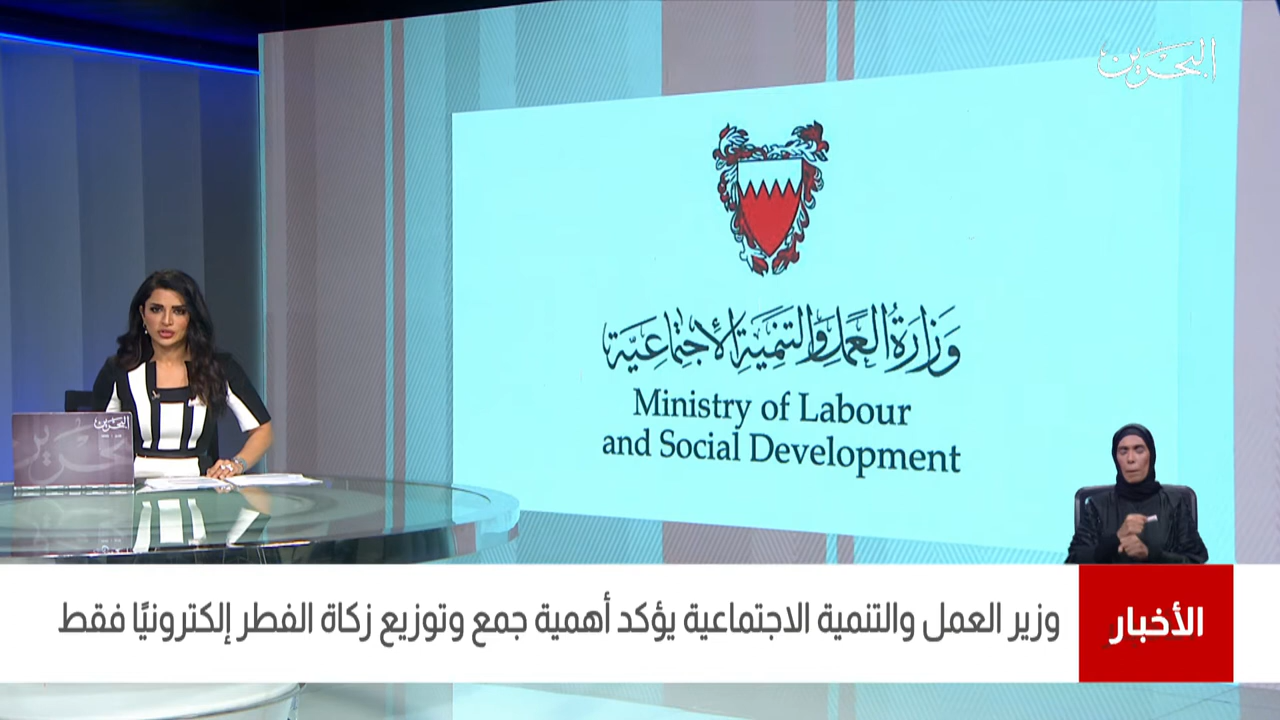 البحرين
وزارة العمل والتنمية الاجتماعية
Ministry of Labour
and Social Development
البحرين
الأخبار
وزير العمل والتنمية الاجتماعية يؤكد أهمية جمع وتوزيع زكاة الفطر إلكترونيًا فقط